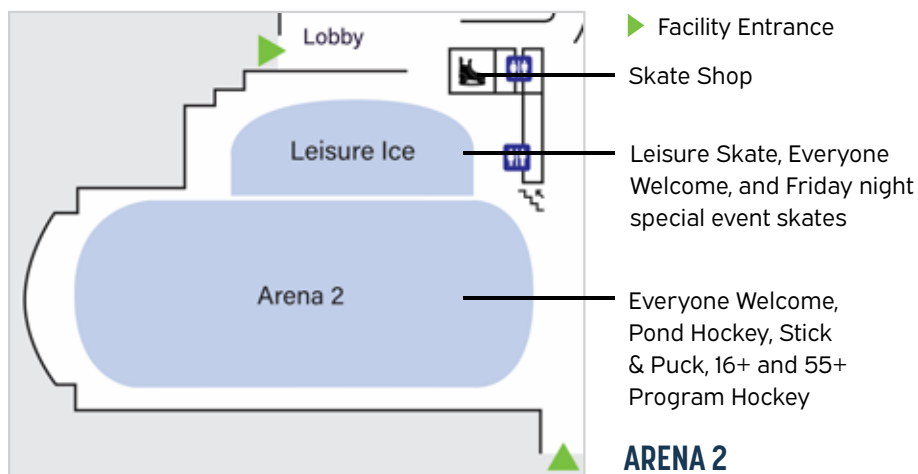 Lobby
Facility Entrance
Skate Shop
Leisure Ice
Leisure Skate, Everyone
Welcome, and Friday night
special event skates
Arena 2
Everyone Welcome,
Pond Hockey, Stick
& Puck, 16+ and 55+
Program Hockey
ARENA 2